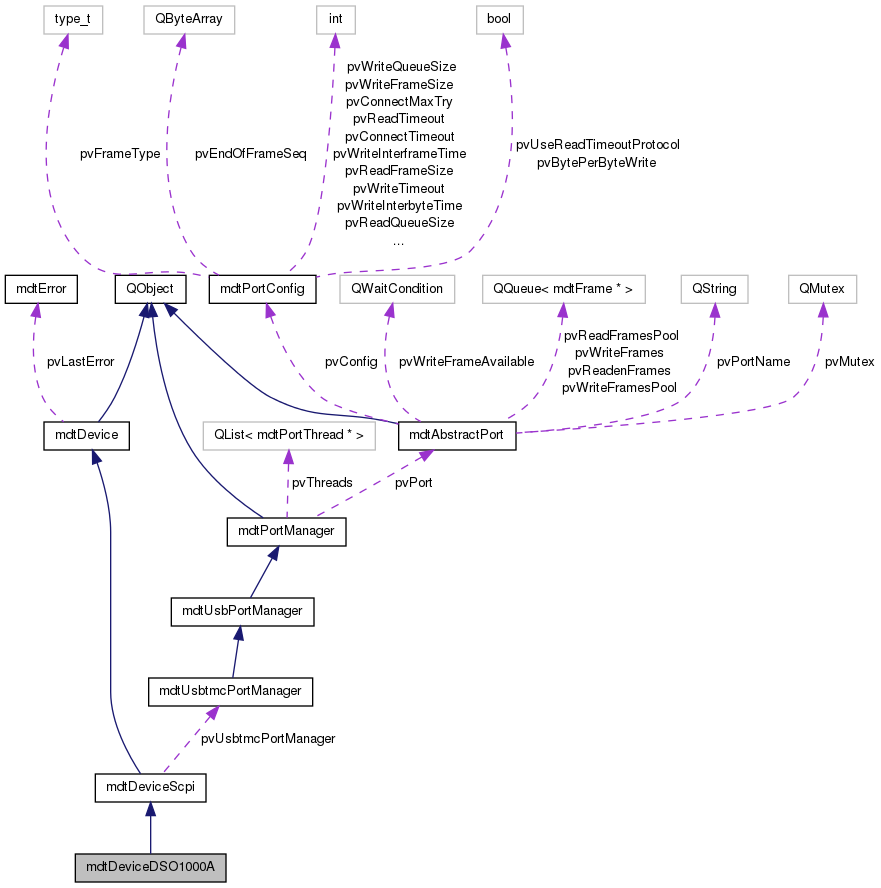 type_t
QByteArray
int
bool
pvFrameType
pvEndOfFrameSeq
pvWriteQueueSize
pvWriteFrameSize
pvConnectMaxTry
pvReadTimeout
pvConnectTimeout
pvWriteInterframeTime
pvReadFrameSize
pvWriteTimeout
pvWriteInterbyteTime
pvReadQueueSize
...
pvUseReadTimeoutProtocol
pvBytePerByteWrite
mdtError
QObject
mdtPortConfig
QWaitCondition
QQueue< mdtFrame * >
QString
QMutex
pvLastError
pvConfig
pvWriteFrameAvailable
pvReadFramesPool
pvWriteFrames
pvReadenFrames
pvWriteFramesPool
pvPortName
pvMutex
mdtDevice
QList< mdtPortThread * >
mdtAbstractPort
pvThreads
pvPort
mdtPortManager
mdtUsbPortManager
mdtUsbtmcPortManager
pvUsbtmcPortManager
mdtDeviceScpi
mdtDeviceDSO1000A